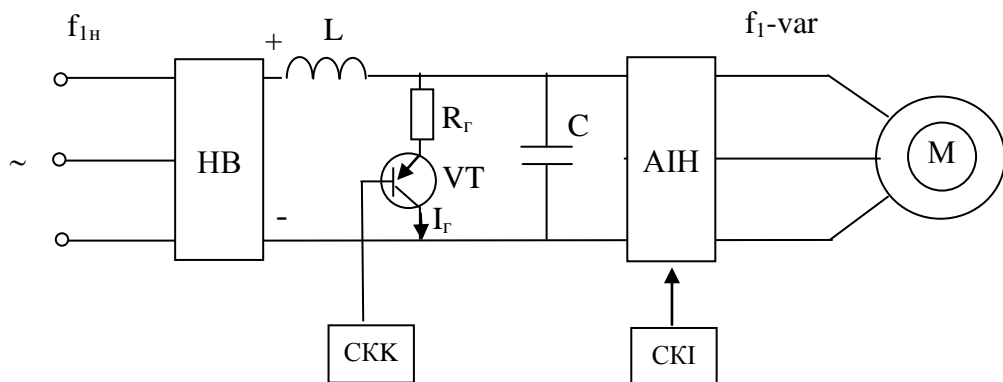 f₁н
+
L
f₁-var
~
НВ
Rг
VT
C
-
Iг
АІН
М
СКК
СКІ